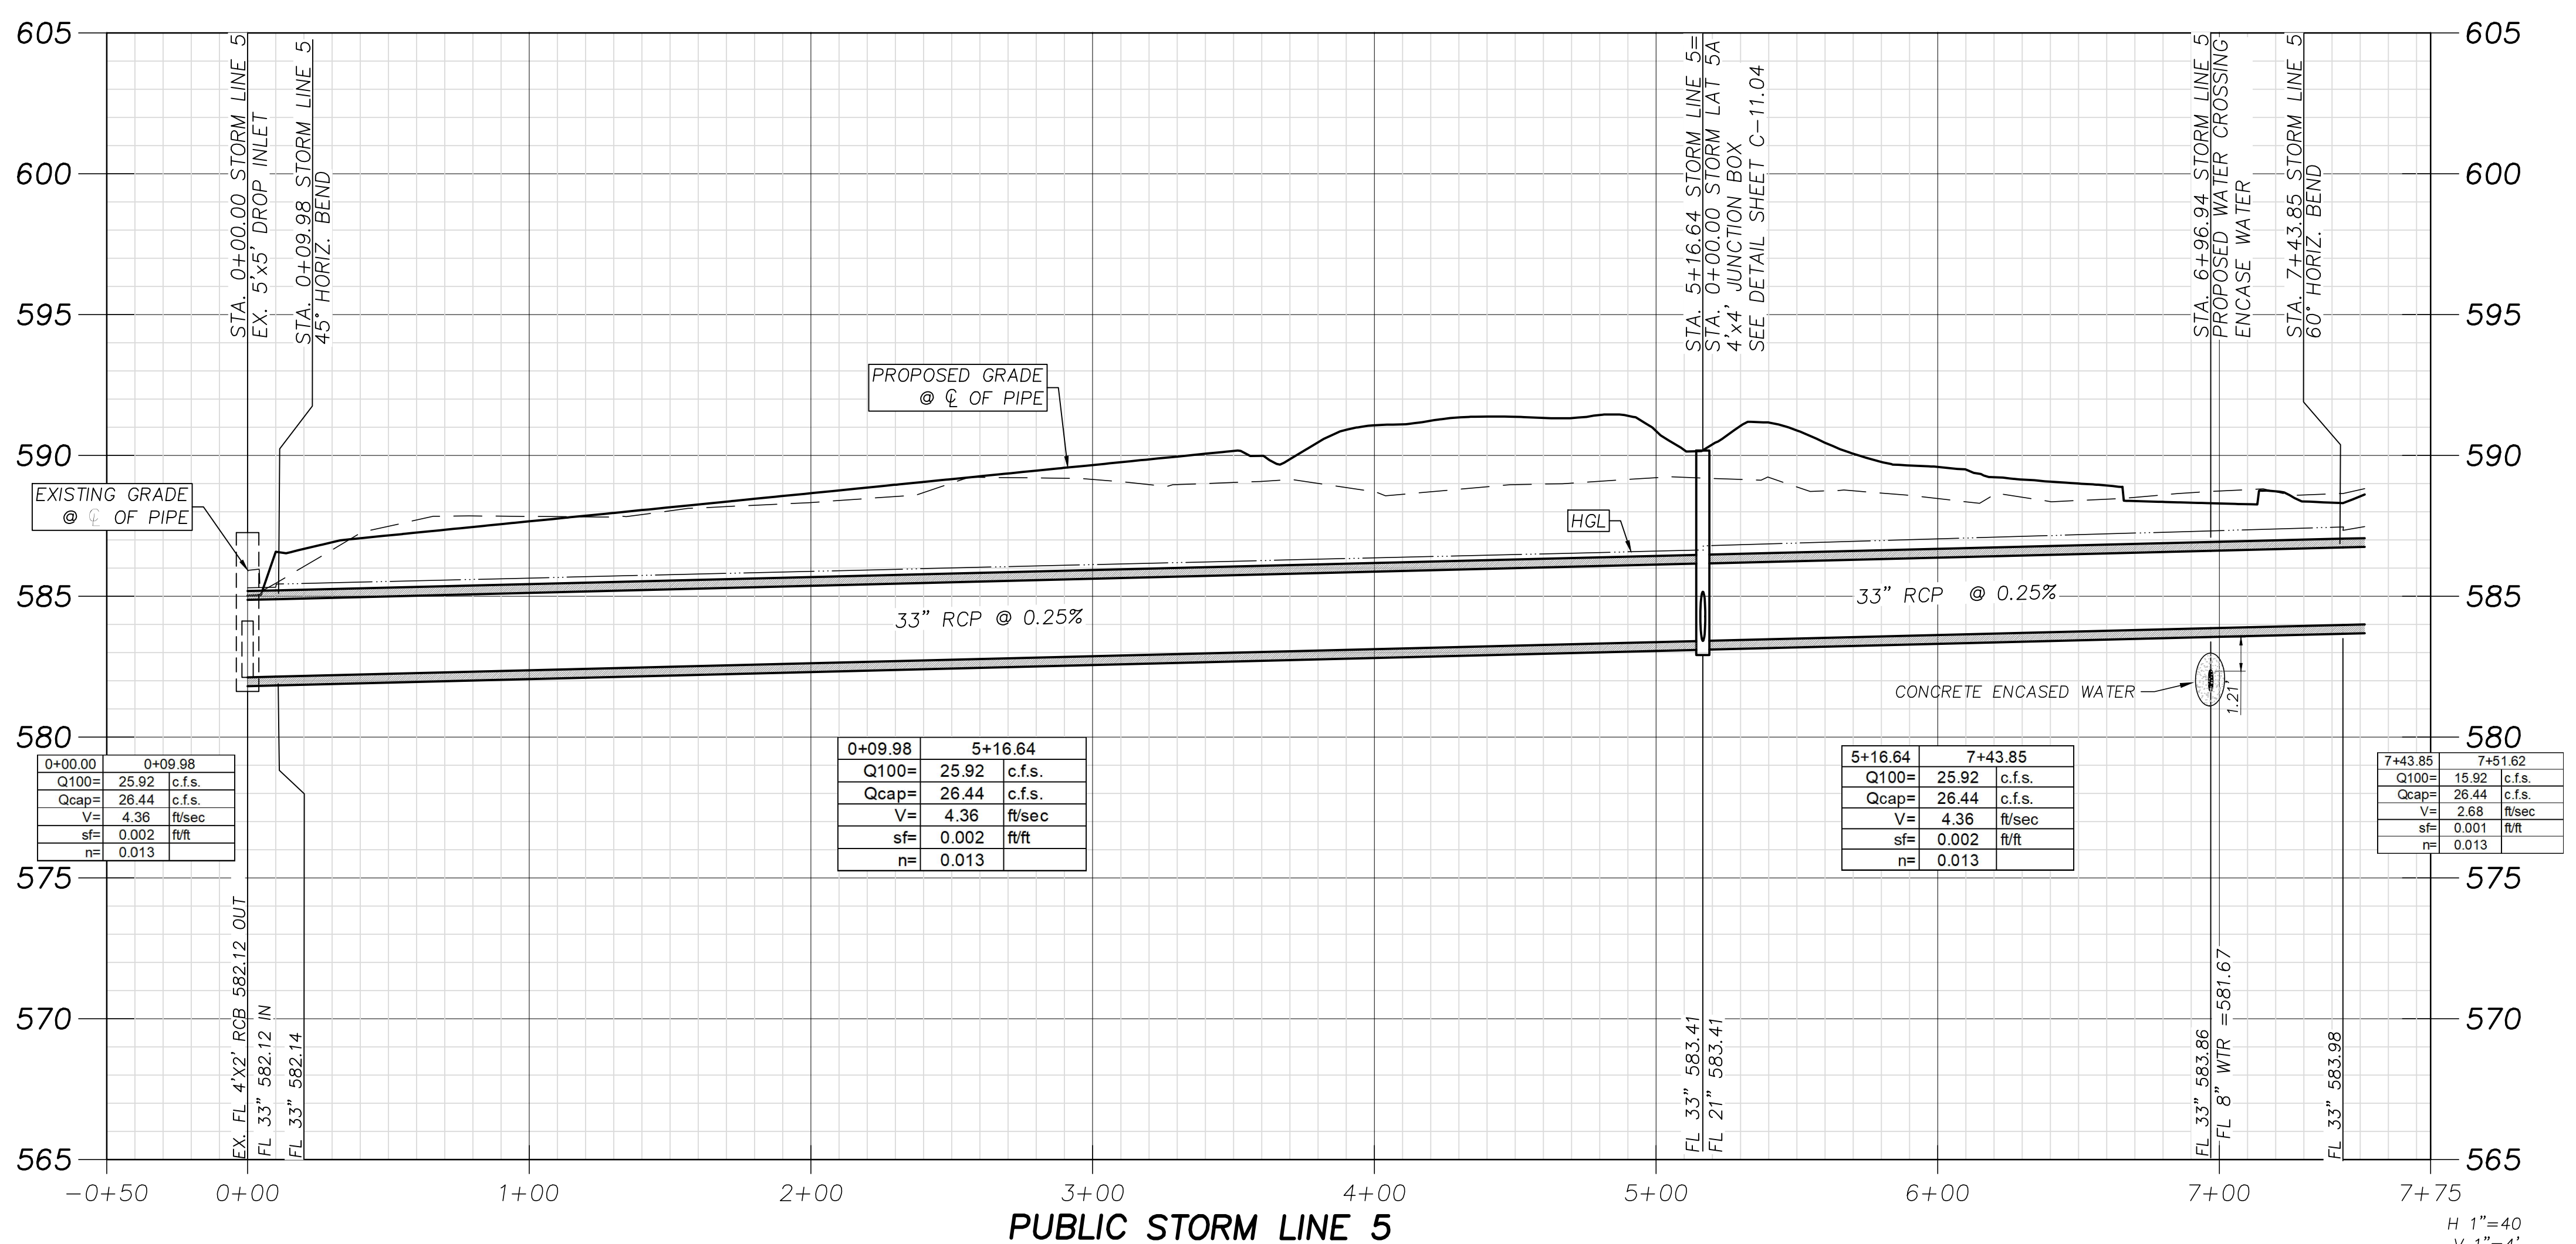 605
600
595
590
585
580
575
570
565
605
600
595
590
585
580
575
570
565
STA. 0+00.00 STORM LINE 5
EX. 5'x5' DROP INLET
STA. 0+09.98 STORM LINE 5
45° HORIZ. BEND
STA. 5+16.64 STORM LINE 5=
STA. 0+00.00 STORM LAT 5A
4'x4' JUNCTION BOX
SEE DETAIL SHEET C-11.04
STA. 6+96.94 STORM LINE 5
PROPOSED WATER CROSSING
ENCASE WATER
STA. 7+43.85 STORM LINE 5
60° HORIZ. BEND
PROPOSED GRADE
@ ℄ OF PIPE
EXISTING GRADE
@ ℄ OF PIPE
HGL
33" RCP @ 0.25%
33" RCP @ 0.25%
CONCRETE ENCASED WATER
1.21'
0+00.00 0+09.98
Q100= 25.92 c.f.s.
Qcap= 26.44 c.f.s.
V= 4.36 ft/sec
sf= 0.002 ft/ft
n= 0.013
0+09.98 5+16.64
Q100= 25.92 c.f.s.
Qcap= 26.44 c.f.s.
V= 4.36 ft/sec
sf= 0.002 ft/ft
n= 0.013
5+16.64 7+43.85
Q100= 25.92 c.f.s.
Qcap= 26.44 c.f.s.
V= 4.36 ft/sec
sf= 0.002 ft/ft
n= 0.013
7+43.85 7+51.62
Q100= 15.92 c.f.s.
Qcap= 26.44 c.f.s.
V= 2.68 ft/sec
sf= 0.001 ft/ft
n= 0.013
EX. FL 4'X2' RCB 582.12 OUT
FL 33" 582.12 IN
FL 33" 582.14
FL 33" 583.41
FL 21" 583.41
FL 33" 583.86
FL 8" WTR =581.67
FL 33" 583.98
-0+50 0+00 1+00 2+00 3+00 4+00 5+00 6+00 7+00 7+75
PUBLIC STORM LINE 5
H 1"=40
V 1"=4'